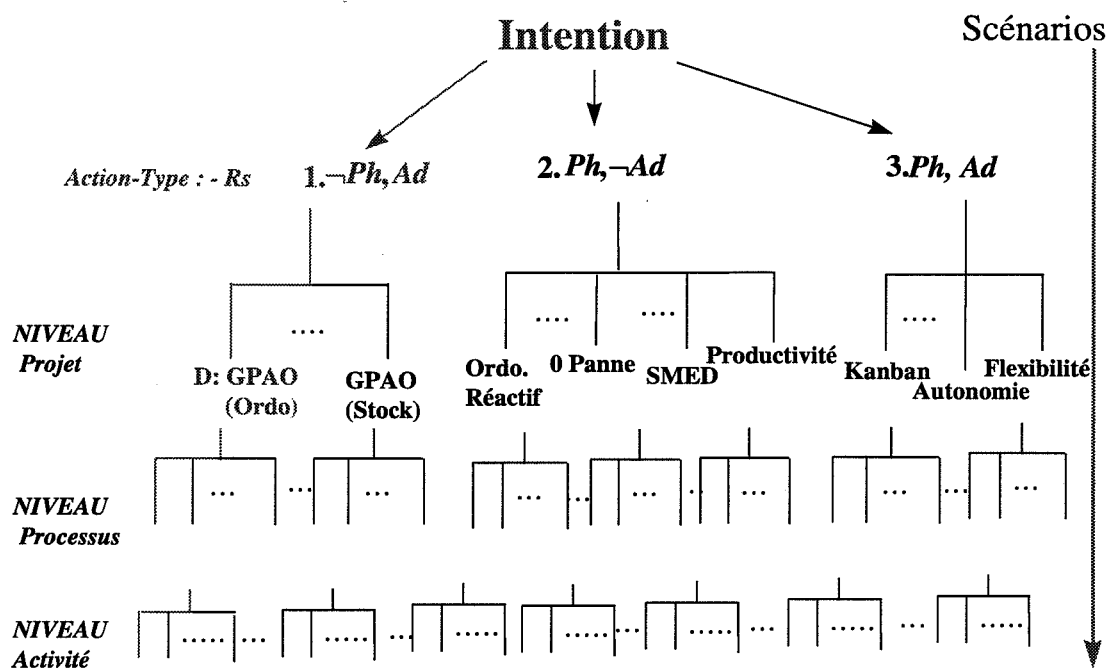 Intention
Scénarios
Action-Type : - Rs
1.¬Ph, Ad
2. Ph,¬Ad
3.Ph, Ad
NIVEAU
Projet
....
....
....
....
D: GPAO
(Ordo)
GPAO
(Stock)
Ordo.
Réactif
0 Panne
SMED
Productivité
Kanban
Autonomie
Flexibilité
NIVEAU
Processus
... ... ... ... ... ... .. ... ... ... ...
NIVEAU
Activité
..... ... ..... ... ..... ..... ... ..... ... ..... ... .....